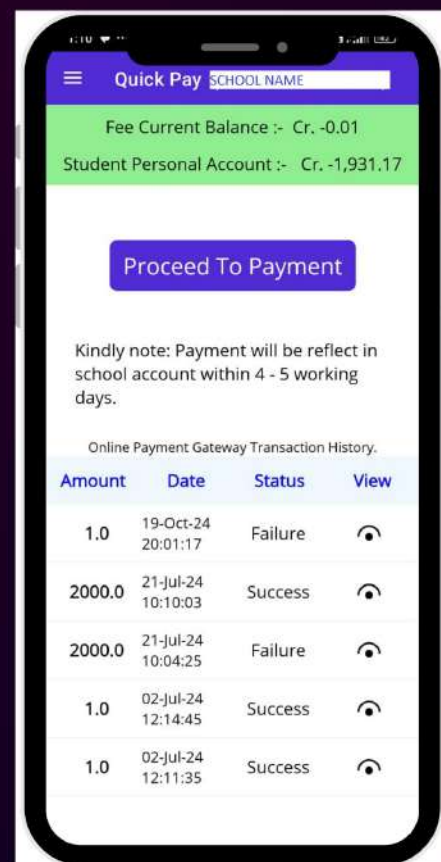 1:10
Quick Pay SCHOOL NAME
Fee Current Balance :- Cr. -0.01
Student Personal Account :- Cr. -1,931.17
Proceed To Payment
Kindly note: Payment will be reflect in
school account within 4 - 5 working
days.
Online Payment Gateway Transaction History.
Amount Date Status View
1.0 19-Oct-24 20:01:17 Failure
2000.0 21-Jul-24 10:10:03 Success
2000.0 21-Jul-24 10:04:25 Failure
1.0 02-Jul-24 12:14:45 Success
1.0 02-Jul-24 12:11:35 Success